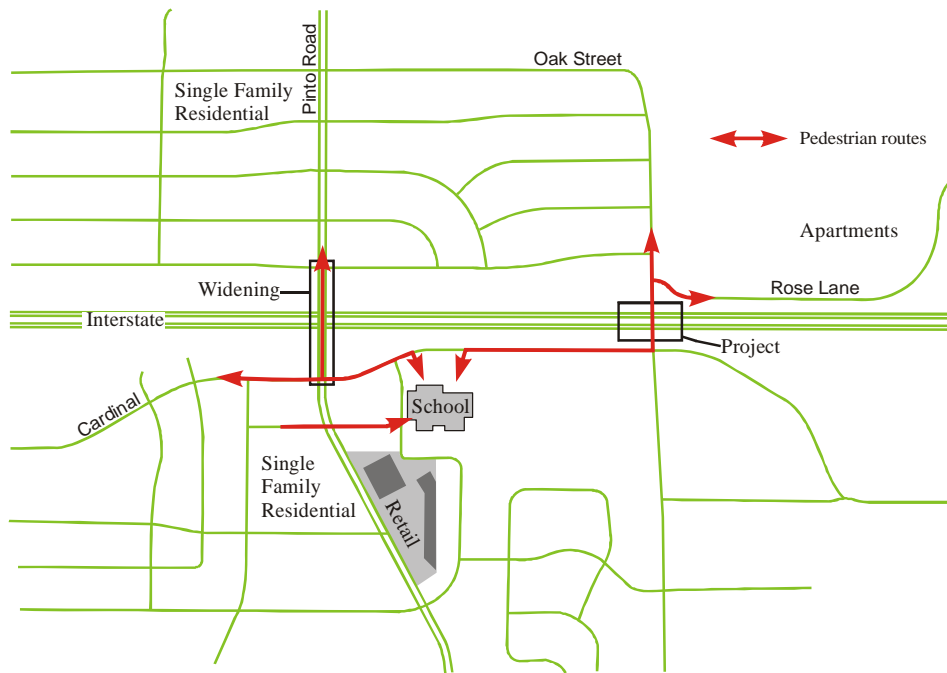 Oak Street
Pinto Road
Single Family
Residential
Pedestrian routes
Apartments
Widening
Rose Lane
Interstate
Project
Cardinal
School
Single
Family
Residential
Retail